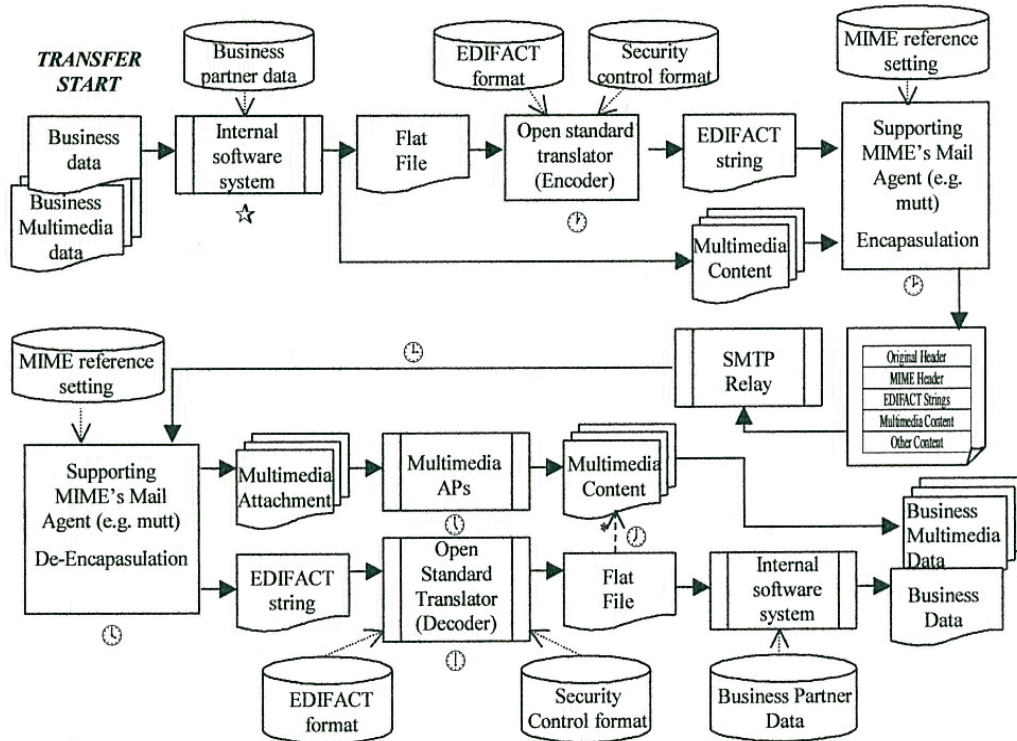 TRANSFER
START
Business
partner data
EDIFACT
format
Security
control format
MIME reference
setting
Business
data
Business
Multimedia
data
Internal
software
system
Flat
File
Open standard
translator
(Encoder)
EDIFACT
string
Multimedia
Content
Supporting
MIME's Mail
Agent (e.g.
mutt)
Encapasulation
MIME reference
setting
SMTP
Relay
Original Header
MIME Header
EDIFACT Strings
Multimedia Content
Other Content
Supporting
MIME's Mail
Agent (e.g. mutt)
De-Encapasulation
Multimedia
Attachment
Multimedia
APs
Multimedia
Content
Business
Multimedia
Data
EDIFACT
string
Open
Standard
Translator
(Decoder)
*
Flat
File
Internal
software
system
Business
Data
EDIFACT
format
Security
Control format
Business Partner
Data